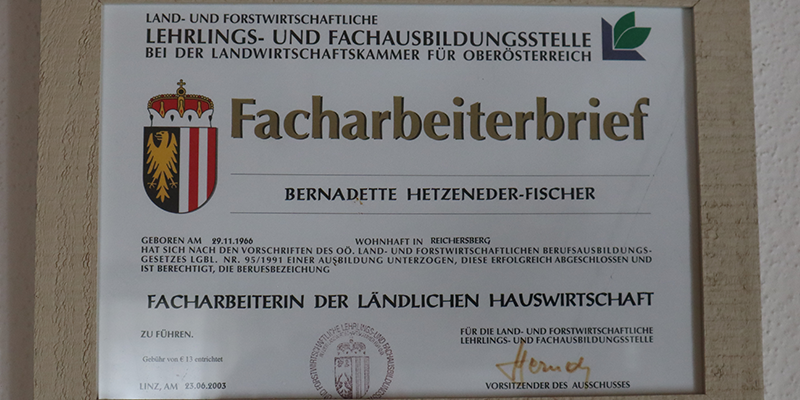 LAND- UND FORSTWIRTSCHAFTLICHE
LEHRLINGS- UND FACHAUSBILDUNGSSTELLE
BEI DER LANDWIRTSCHAFTSKAMMER FÜR OBERÖSTERREICH
Facharbeiterbrief
BERNADETTE HETZENEDER-FISCHER
GEBOREN AM 29.11.1966 WOHNHAFT IN REICHERSBERG
HAT SICH NACH DEN VORSCHRIFTEN DES OÖ. LAND- UND FORSTWIRTSCHAFTLICHEN BERUFSAUSBILDUNGS-
GESETZES LGBL. NR. 95/1991 EINER AUSBILDUNG UNTERZOGEN, DIESE ERFOLGREICH ABGESCHLOSSEN UND
IST BERECHTIGT, DIE BERUFSBEZEICHNUNG
FACHARBEITERIN DER LÄNDLICHEN HAUSWIRTSCHAFT
ZU FÜHREN.
FÜR DIE LAND- UND FORSTWIRTSCHAFTLICHE
LEHRLINGS- UND FACHAUSBILDUNGSSTELLE
Gebühr von € 13 entrichtet
LINZ, AM 23.06.2003
VORSITZENDER DES AUSSCHUSSES